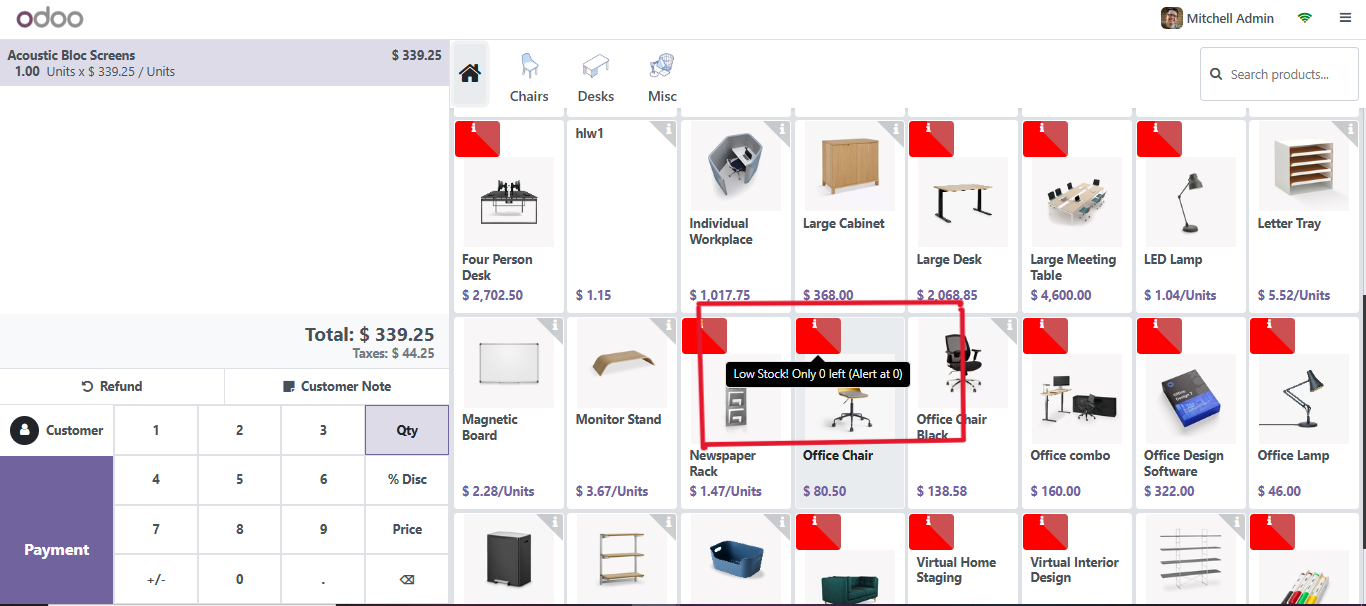 odoo
Mitchell Admin
Acoustic Bloc Screens $ 339.25
1.00 Units x $ 339.25 / Units
Chairs
Desks
Misc
Search products...
Four Person
Desk
$ 2,702.50
hlw1
$ 1.15
Individual
Workplace
$ 1,017.75
Large Cabinet
$ 368.00
Large Desk
$ 2,068.85
Large Meeting
Table
$ 4,600.00
LED Lamp
$ 1.04/Units
Letter Tray
$ 5.52/Units
Total: $ 339.25
Taxes: $ 44.25
Refund
Customer Note
Customer
1 2 3 Qty
4 5 6 % Disc
7 8 9 Price
+/- 0 .
Payment
Magnetic
Board
$ 2.28/Units
Monitor Stand
$ 3.67/Units
Low Stock! Only 0 left (Alert at 0)
Newspaper
Rack
$ 1.47/Units
Office Chair
$ 80.50
Office Chair
Black
$ 138.58
Office combo
$ 160.00
Office Design
Software
$ 322.00
Office Lamp
$ 46.00
Virtual Home
Staging
Virtual Interior
Design